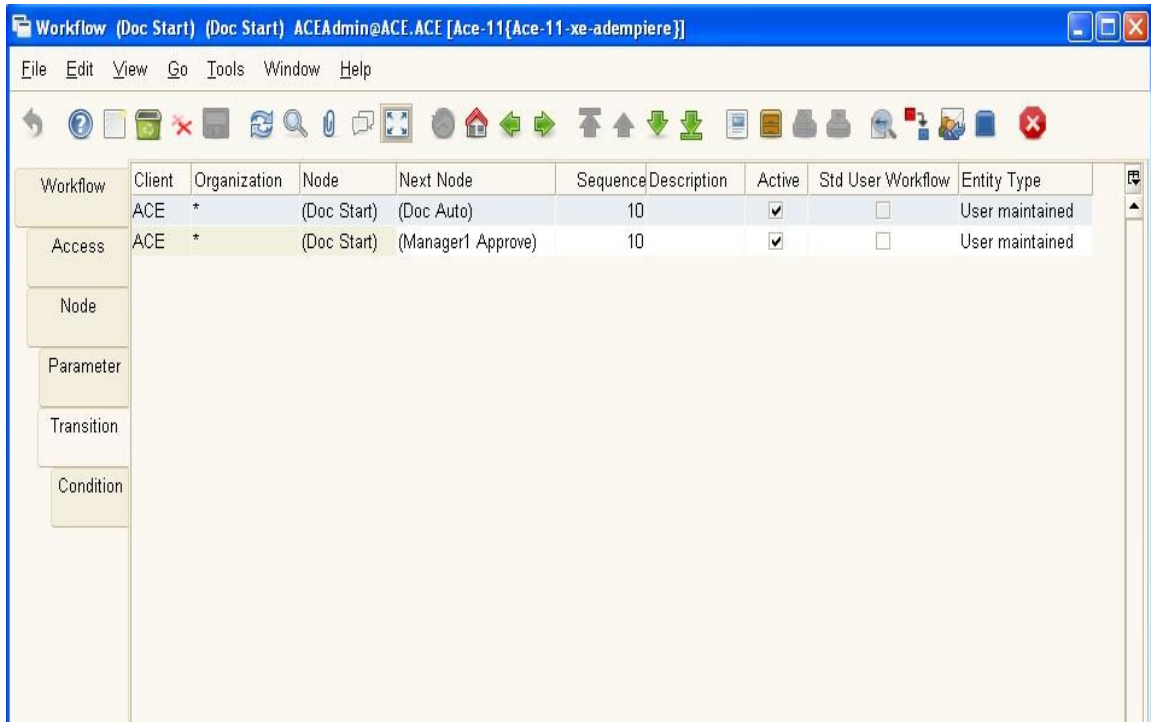 Workflow (Doc Start) (Doc Start) ACEAdmin@ACE.ACE [Ace-11{Ace-11-xe-adempiere}]
File Edit View Go Tools Window Help
Workflow
Access
Node
Parameter
Transition
Condition
Client Organization Node Next Node Sequence Description Active Std User Workflow Entity Type
ACE * (Doc Start) (Doc Auto) 10 User maintained
ACE * (Doc Start) (Manager1 Approve) 10 User maintained